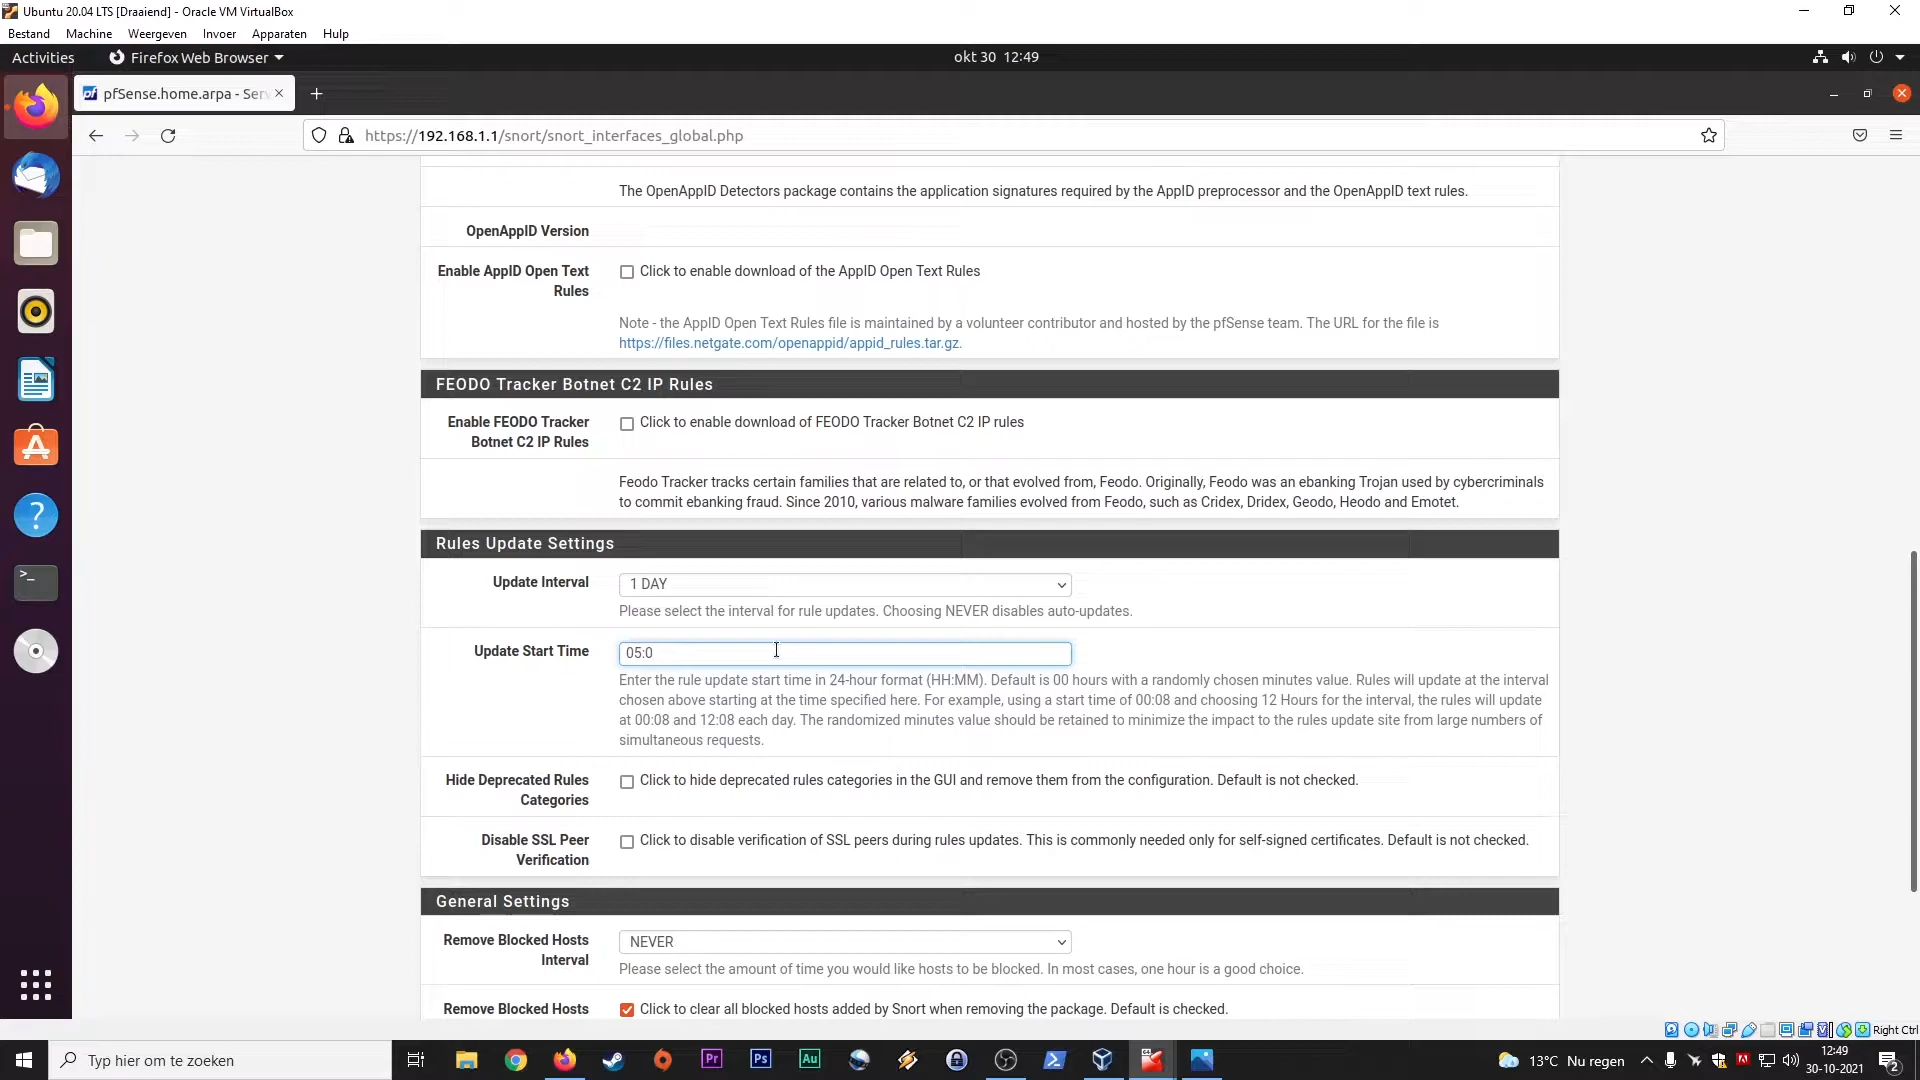 Ubuntu 20.04 LTS [Draaiend] - Oracle VM VirtualBox
Bestand Machine Weergeven Invoer Apparaten Hulp
Activities Firefox Web Browser okt 30 12:49
pfSense.home.arpa - Serv
https://192.168.1.1/snort/snort_interfaces_global.php
The OpenAppID Detectors package contains the application signatures required by the AppID preprocessor and the OpenAppID text rules.
OpenAppID Version
Enable AppID Open Text Rules
Click to enable download of the AppID Open Text Rules
Note - the AppID Open Text Rules file is maintained by a volunteer contributor and hosted by the pfSense team. The URL for the file is
https://files.netgate.com/openappid/appid_rules.tar.gz.
FEODO Tracker Botnet C2 IP Rules
Enable FEODO Tracker
Botnet C2 IP Rules
Click to enable download of FEODO Tracker Botnet C2 IP rules
Feodo Tracker tracks certain families that are related to, or that evolved from, Feodo. Originally, Feodo was an ebanking Trojan used by cybercriminals
to commit ebanking fraud. Since 2010, various malware families evolved from Feodo, such as Cridex, Dridex, Geodo, Heodo and Emotet.
Rules Update Settings
Update Interval
1 DAY
Please select the interval for rule updates. Choosing NEVER disables auto-updates.
Update Start Time
05:0
Enter the rule update start time in 24-hour format (HH:MM). Default is 00 hours with a randomly chosen minutes value. Rules will update at the interval
chosen above starting at the time specified here. For example, using a start time of 00:08 and choosing 12 Hours for the interval, the rules will update
at 00:08 and 12:08 each day. The randomized minutes value should be retained to minimize the impact to the rules update site from large numbers of
simultaneous requests.
Hide Deprecated Rules
Categories
Click to hide deprecated rules categories in the GUI and remove them from the configuration. Default is not checked.
Disable SSL Peer
Verification
Click to disable verification of SSL peers during rules updates. This is commonly needed only for self-signed certificates. Default is not checked.
General Settings
Remove Blocked Hosts
Interval
NEVER
Please select the amount of time you would like hosts to be blocked. In most cases, one hour is a good choice.
Remove Blocked Hosts
Click to clear all blocked hosts added by Snort when removing the package. Default is checked.
Right Ctrl
Typ hier om te zoeken
Pr Ps Au
13°C Nu regen
12:49
30-10-2021
2